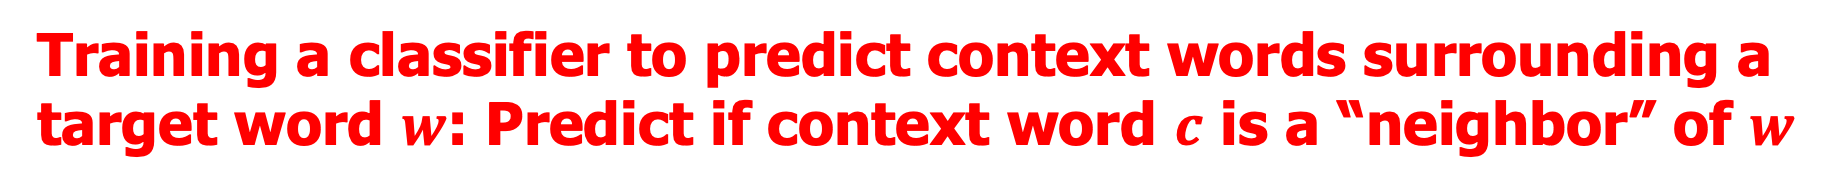 Training a classifier to predict context words surrounding a
target word w: Predict if context word c is a “neighbor” of w